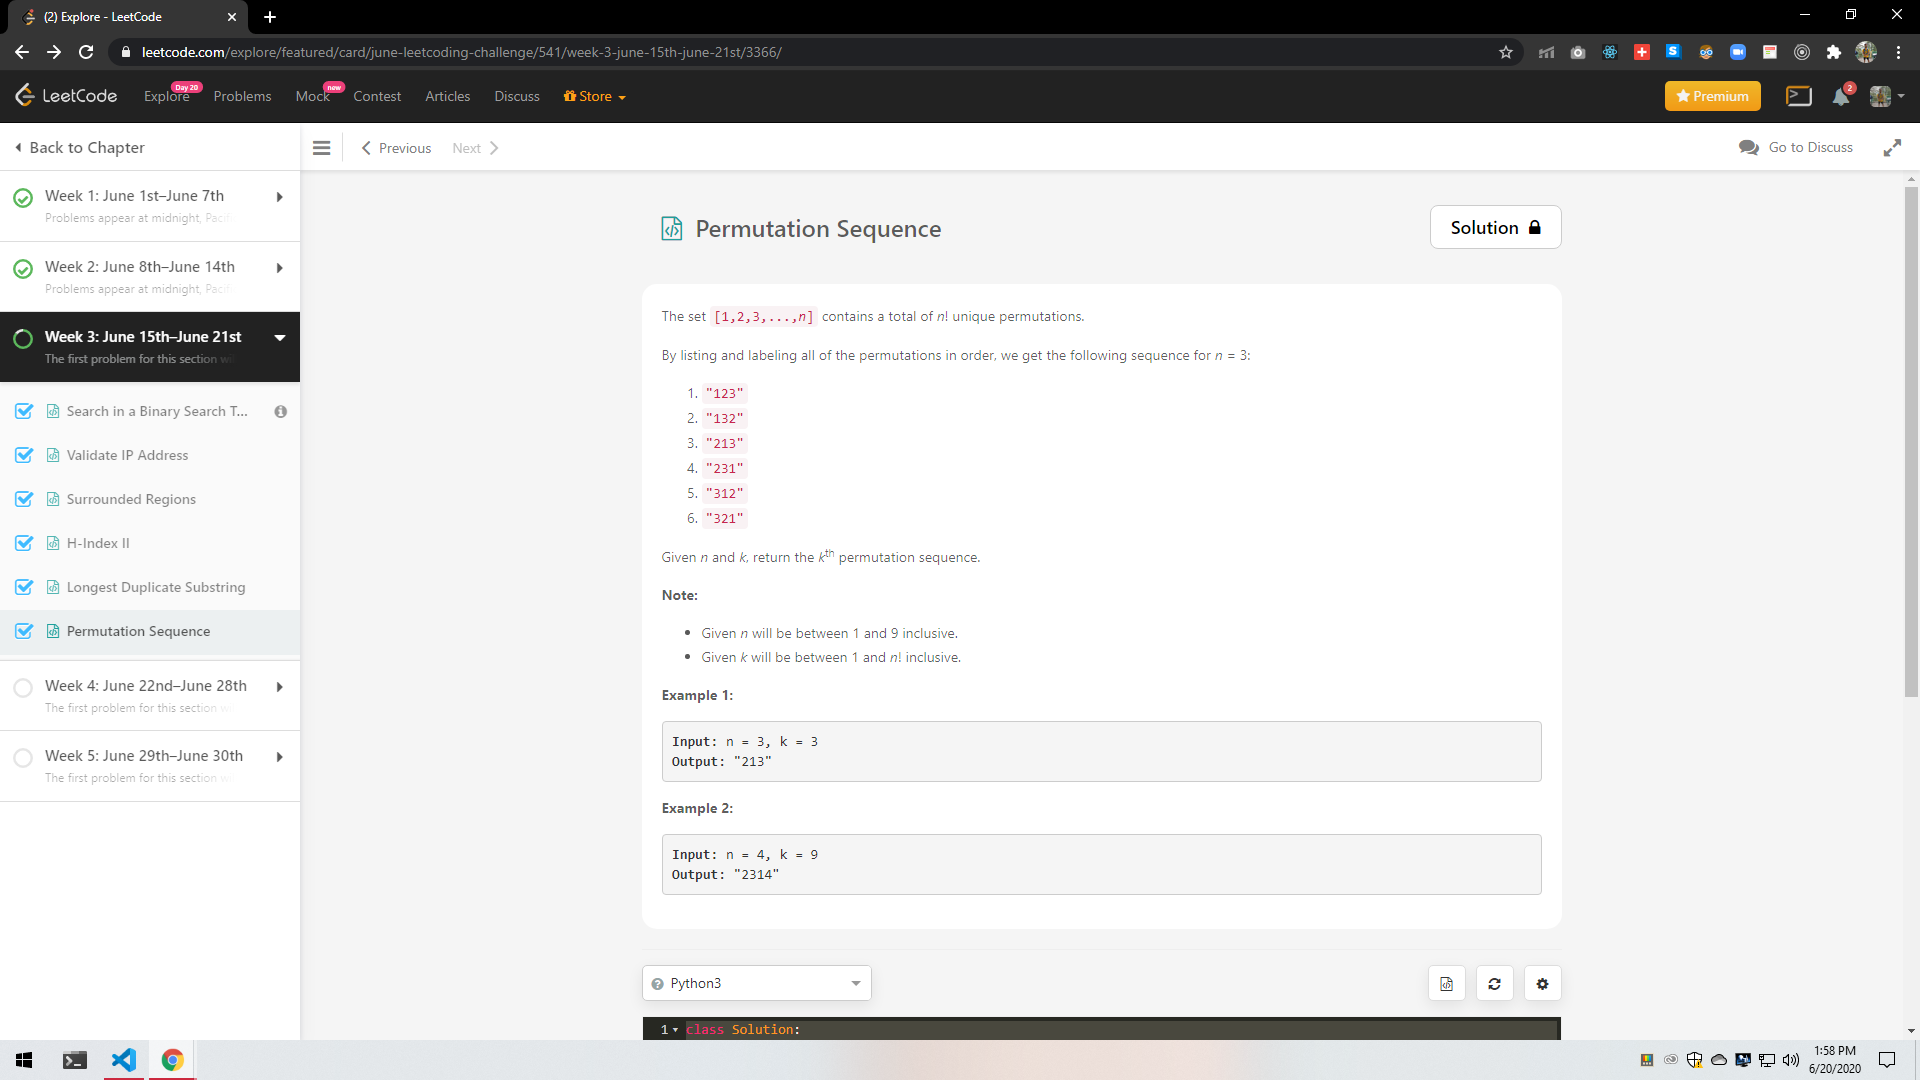 (2) Explore - LeetCode
leetcode.com/explore/featured/card/june-leetcoding-challenge/541/week-3-june-15th-june-21st/3366/
LeetCode
Explore
Day 20
Problems
Mock
new
Contest
Articles
Discuss
Store
Premium
2
Back to Chapter
Previous
Next
Go to Discuss
Week 1: June 1st–June 7th
Problems appear at midnight, Pacifi
Week 2: June 8th–June 14th
Problems appear at midnight, Pacifi
Week 3: June 15th–June 21st
The first problem for this section wi
Search in a Binary Search T...
Validate IP Address
Surrounded Regions
H-Index II
Longest Duplicate Substring
Permutation Sequence
Week 4: June 22nd–June 28th
The first problem for this section w
Week 5: June 29th–June 30th
The first problem for this section w
Permutation Sequence
Solution
The set [1,2,3,...,n] contains a total of n! unique permutations.
By listing and labeling all of the permutations in order, we get the following sequence for n = 3:
1. "123"
2. "132"
3. "213"
4. "231"
5. "312"
6. "321"
Given n and k, return the kth permutation sequence.
Note:
• Given n will be between 1 and 9 inclusive.
• Given k will be between 1 and n! inclusive.
Example 1:
Input: n = 3, k = 3
Output: "213"
Example 2:
Input: n = 4, k = 9
Output: "2314"
Python3
1 class Solution:
1:58 PM
6/20/2020